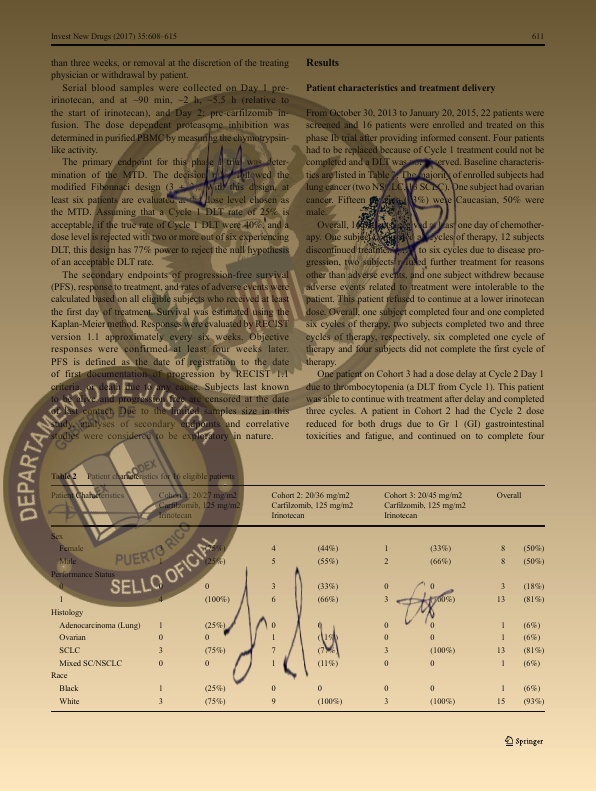 Invest New Drugs (2017) 35:608–615 611
than three weeks, or removal at the discretion of the treating
physician or withdrawal by patient.
Serial blood samples were collected on Day 1 pre-
irinotecan, and at ~90 min, ~2 h, ~5.5 h (relative to
the start of irinotecan), and Day 2: pre-carfilzomib in-
fusion. The dose dependent proteasome inhibition was
determined in purified PBMC by measuring the chymotrypsin-
like activity.
The primary endpoint for this phase I trial was deter-
mination of the MTD. The decision followed the
modified Fibonnaci design (3 + this design, at
least six patients are evaluated at the dose level chosen as
the MTD. Assuming that a Cycle 1 DLT rate of 25% is
acceptable, if the true rate of Cycle 1 DLT were 40%, and a
dose level is rejected with two or more out of six experiencing
DLT, this design has 77% power to reject the null hypothesis
of an acceptable DLT rate.
The secondary endpoints of progression-free survival
(PFS), response to treatment, and rates of adverse events were
calculated based on all eligible subjects who received at least
the first day of treatment. Survival was estimated using the
Kaplan-Meier method. Responses were evaluated by RECIST
version 1.1 approximately every six weeks. Objective
responses were confirmed at least four weeks later.
PFS is defined as the date of registration to the date
of first documentation of progression by RECIST 1.1
criteria, or death due to any cause. Subjects last known
to be alive and progression free are censored at the date
of last contact. Due to the limited samples size in this
study, analyses of secondary endpoints and correlative
studies were considered to be exploratory in nature.
Results
Patient characteristics and treatment delivery
From October 30, 2013 to January 20, 2015, 22 patients were
screened and 16 patients were enrolled and treated on this
phase Ib trial after providing informed consent. Four patients
had to be replaced because of Cycle 1 treatment could not be
completed and a DLT was not observed. Baseline characteris-
tics are listed in Table 2. The majority of enrolled subjects had
lung cancer (two NSCLC, 13 SCLC). One subject had ovarian
cancer. Fifteen (93%) were Caucasian, 50% were
male.
Overall, 16 received at least one day of chemother-
apy. One subject cycles of therapy, 12 subjects
discontinued treatment to six cycles due to disease pro-
gression, two subjects refused further treatment for reasons
other than adverse events, and one subject withdrew because
adverse events related to treatment were intolerable to the
patient. This patient refused to continue at a lower irinotecan
dose. Overall, one subject completed four and one completed
six cycles of therapy, two subjects completed two and three
cycles of therapy, respectively, six completed one cycle of
therapy and four subjects did not complete the first cycle of
therapy.
One patient on Cohort 3 had a dose delay at Cycle 2 Day 1
due to thrombocytopenia (a DLT from Cycle 1). This patient
was able to continue with treatment after delay and completed
three cycles. A patient in Cohort 2 had the Cycle 2 dose
reduced for both drugs due to Gr 1 (GI) gastrointestinal
toxicities and fatigue, and continued on to complete four
Table 2 Patient characteristics for 16 eligible patients
Patient Characteristics Cohort 1: 20/27 mg/m2 Cohort 2: 20/36 mg/m2 Cohort 3: 20/45 mg/m2 Overall
Carfilzomib, 125 mg/m2 Carfilzomib, 125 mg/m2 Carfilzomib, 125 mg/m2
Irinotecan Irinotecan Irinotecan
Sex
Female 3 (75%) 4 (44%) 1 (33%) 8 (50%)
Male 1 (25%) 5 (55%) 2 (66%) 8 (50%)
Performance Status
0 0 0 3 (33%) 0 0 3 (18%)
1 4 (100%) 6 (66%) 3 (100%) 13 (81%)
Histology
Adenocarcinoma (Lung) 1 (25%) 0 0 0 0 1 (6%)
Ovarian 0 0 1 (11%) 0 0 1 (6%)
SCLC 3 (75%) 7 3 (100%) 13 (81%)
Mixed SC/NSCLC 0 0 1 (11%) 0 0 1 (6%)
Race
Black 1 (25%) 0 0 0 0 1 (6%)
White 3 (75%) 9 (100%) 3 (100%) 15 (93%)
Springer
CODEX
PUERTO RICO
SELLO OFICIAL